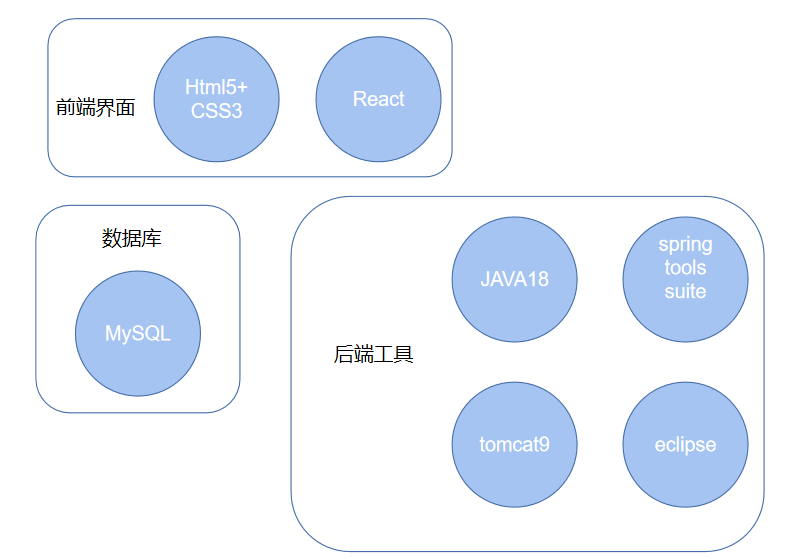 前端界面
Html5+
CSS3
React
数据库
MySQL
后端工具
JAVA18
spring
tools
suite
tomcat9
eclipse